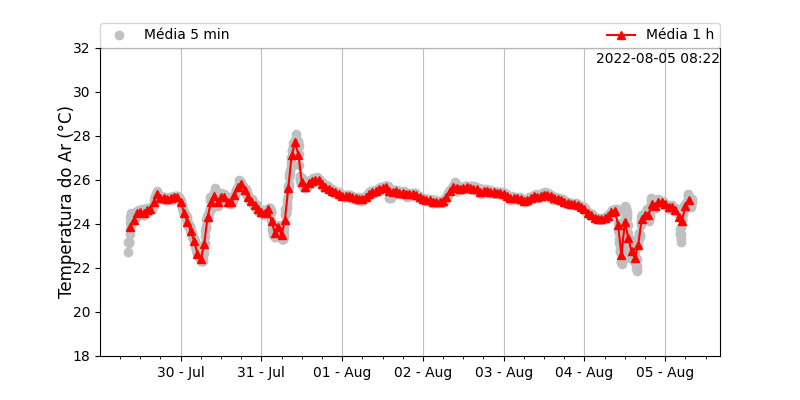 Média 5 min
Média 1 h
2022-08-05 08:22
Temperatura do Ar (°C)
32
30
28
26
24
22
20
18
30 - Jul
31 - Jul
01 - Aug
02 - Aug
03 - Aug
04 - Aug
05 - Aug